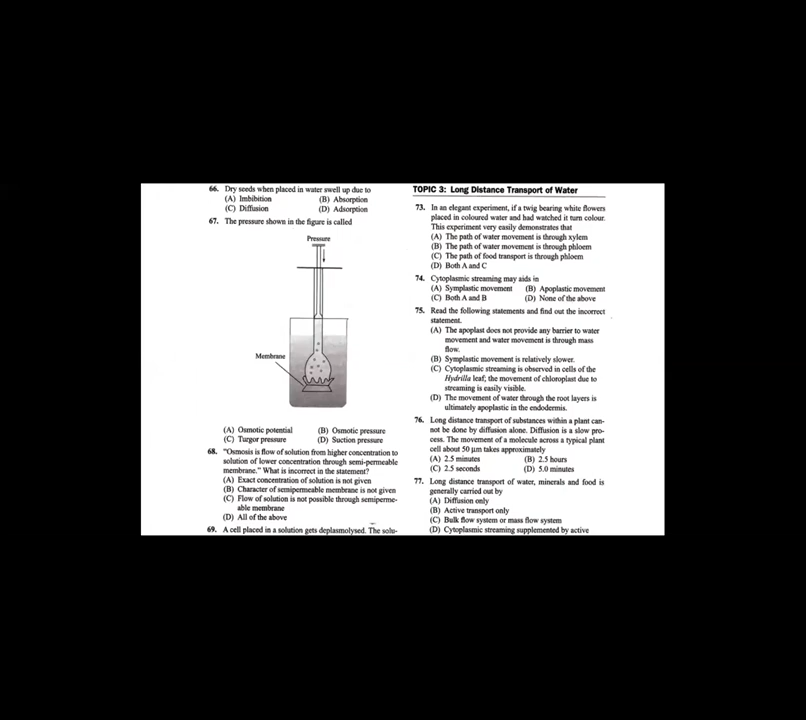 66. Dry seeds when placed in water swell up due to
(A) Imbibition (B) Absorption
(C) Diffusion (D) Adsorption
67. The pressure shown in the figure is called
Pressure
Membrane
(A) Osmotic potential (B) Osmotic pressure
(C) Turgor pressure (D) Suction pressure
68. "Osmosis is flow of solution from higher concentration to
solution of lower concentration through semi-permeable
membrane." What is incorrect in the statement?
(A) Exact concentration of solution is not given
(B) Character of semipermeable membrane is not given
(C) Flow of solution is not possible through semiperme-
able membrane
(D) All of the above
69. A cell placed in a solution gets deplasmolysed. The solu-
TOPIC 3: Long Distance Transport of Water
73. In an elegant experiment, if a twig bearing white flowers
placed in coloured water and had watched it turn colour.
This experiment very easily demonstrates that
(A) The path of water movement is through xylem
(B) The path of water movement is through phloem
(C) The path of food transport is through phloem
(D) Both A and C
74. Cytoplasmic streaming may aids in
(A) Symplastic movement (B) Apoplastic movement
(C) Both A and B (D) None of the above
75. Read the following statements and find out the incorrect
statement.
(A) The apoplast does not provide any barrier to water
movement and water movement is through mass
flow.
(B) Symplastic movement is relatively slower.
(C) Cytoplasmic streaming is observed in cells of the
Hydrilla leaf; the movement of chloroplast due to
streaming is easily visible.
(D) The movement of water through the root layers is
ultimately apoplastic in the endodermis.
76. Long distance transport of substances within a plant can-
not be done by diffusion alone. Diffusion is a slow pro-
cess. The movement of a molecule across a typical plant
cell about 50 μm takes approximately
(A) 2.5 minutes (B) 2.5 hours
(C) 2.5 seconds (D) 5.0 minutes
77. Long distance transport of water, minerals and food is
generally carried out by
(A) Diffusion only
(B) Active transport only
(C) Bulk flow system or mass flow system
(D) Cytoplasmic streaming supplemented by active